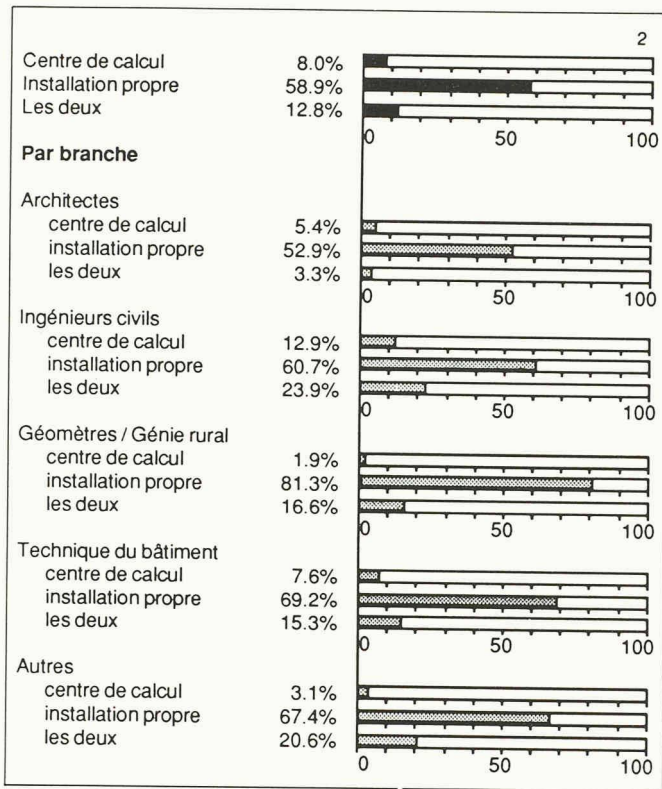 2
Centre de calcul 8.0%
Installation propre 58.9%
Les deux 12.8%
0 50 100
Par branche
Architectes
centre de calcul 5.4%
installation propre 52.9%
les deux 3.3%
0 50 100
Ingénieurs civils
centre de calcul 12.9%
installation propre 60.7%
les deux 23.9%
0 50 100
Géomètres / Génie rural
centre de calcul 1.9%
installation propre 81.3%
les deux 16.6%
0 50 100
Technique du bâtiment
centre de calcul 7.6%
installation propre 69.2%
les deux 15.3%
0 50 100
Autres
centre de calcul 3.1%
installation propre 67.4%
les deux 20.6%
0 50 100